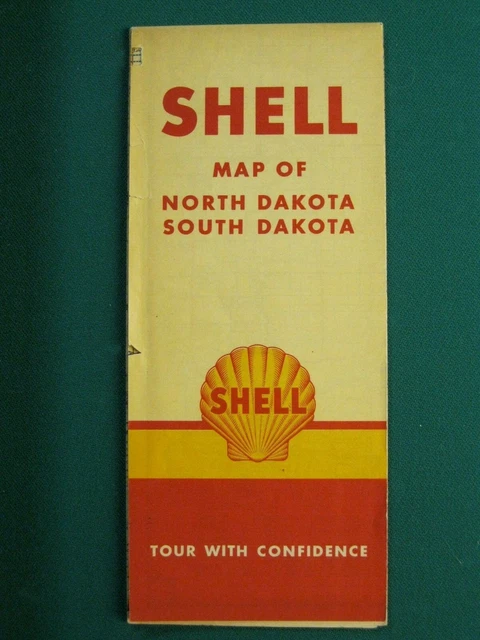 SHELL
MAP OF
NORTH DAKOTA
SOUTH DAKOTA
SHELL
TOUR WITH CONFIDENCE